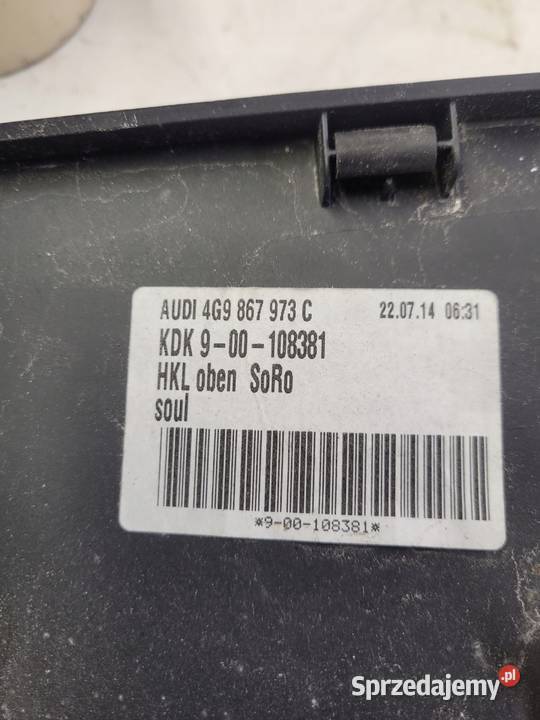 AUDI 4G9 867 973 C 22.07.14 06:31
KDK 9-00-108381
HKL oben SoRo
soul
*9-00-108381*
Sprzedajemy.pl